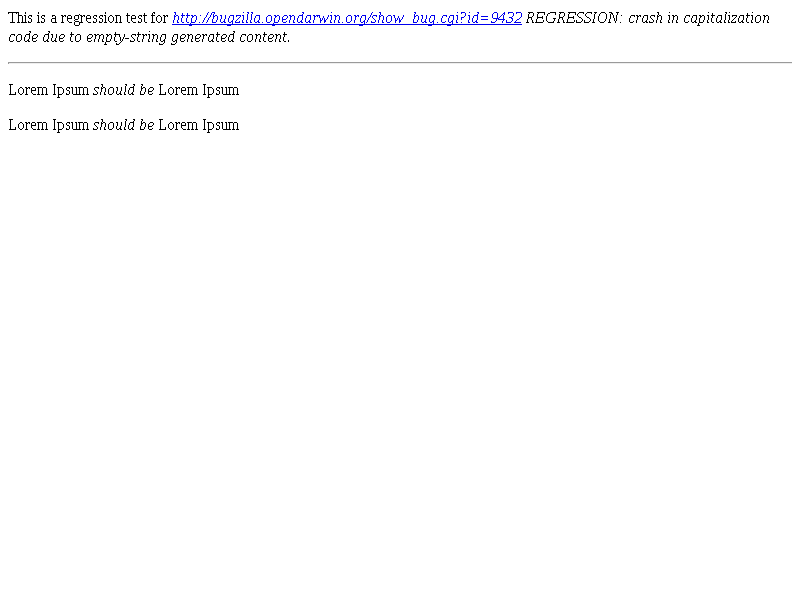 This is a regression test for http://bugzilla.opendarwin.org/show_bug.cgi?id=9432 REGRESSION: crash in capitalization
code due to empty-string generated content.
Lorem Ipsum should be Lorem Ipsum
Lorem Ipsum should be Lorem Ipsum